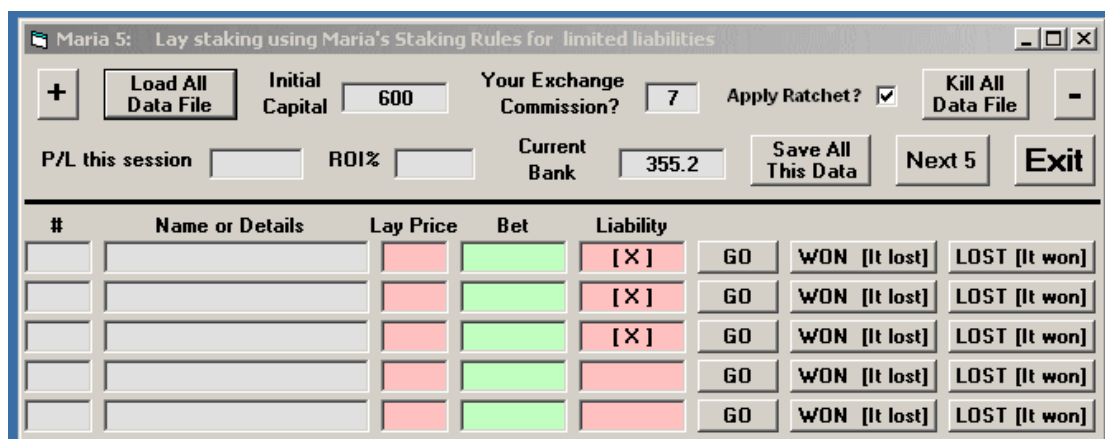 Maria 5: Lay staking using Maria's Staking Rules for limited liabilities
+ Load All Data File Initial Capital 600 Your Exchange Commission? 7 Apply Ratchet? Kill All Data File -
P/L this session ROI% Current Bank 355.2 Save All This Data Next 5 Exit
# Name or Details Lay Price Bet Liability
[ X ] GO WON [It lost] LOST [It won]
[ X ] GO WON [It lost] LOST [It won]
[ X ] GO WON [It lost] LOST [It won]
GO WON [It lost] LOST [It won]
GO WON [It lost] LOST [It won]